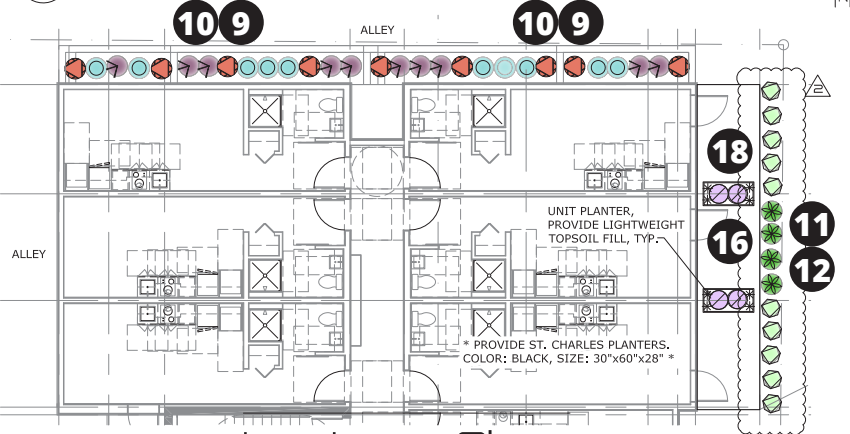 10 9
ALLEY
10 9
2
18
UNIT PLANTER,
PROVIDE LIGHTWEIGHT
TOPSOIL FILL, TYP.
ALLEY
16
11
12
* PROVIDE ST. CHARLES PLANTERS.
COLOR: BLACK, SIZE: 30"x60"x28" *